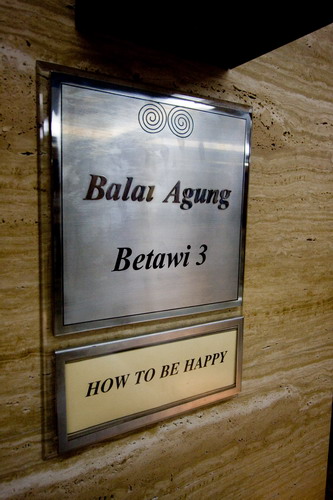 Balai Agung
Betawi 3
HOW TO BE HAPPY